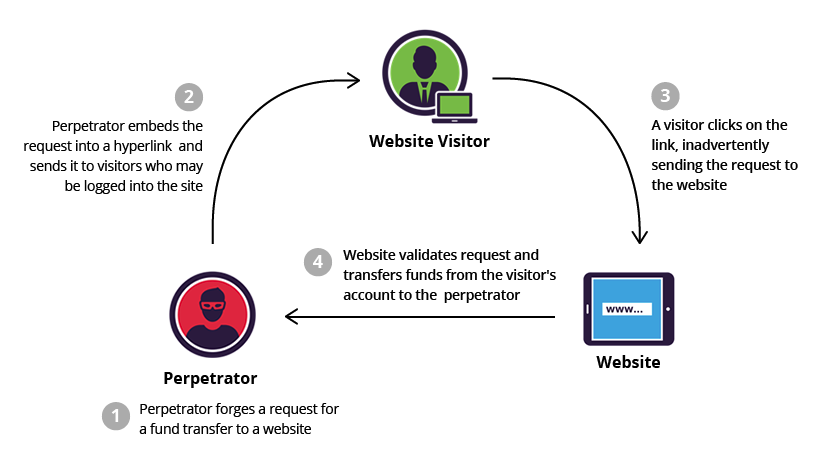 2
Perpetrator embeds the
request into a hyperlink and
sends it to visitors who may
be logged into the site
Website Visitor
3
A visitor clicks on the
link, inadvertently
sending the request to
the website
4
Website validates request and
transfers funds from the visitor's
account to the perpetrator
www...
Website
Perpetrator
1
Perpetrator forges a request for
a fund transfer to a website